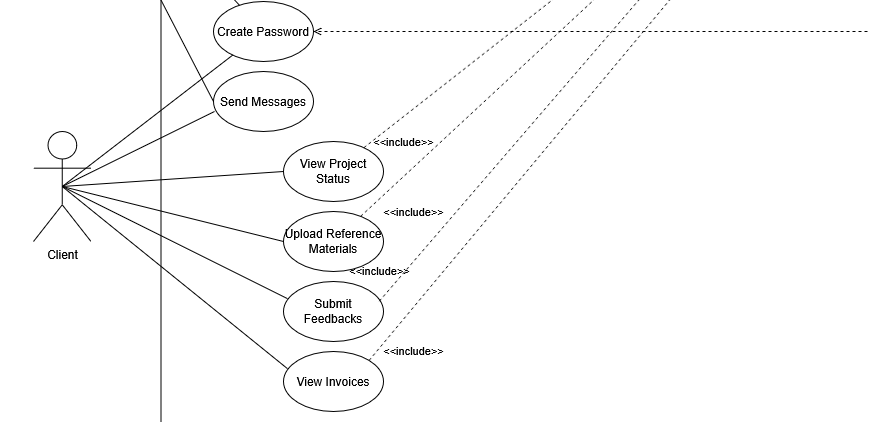 Create Password
Send Messages
<<include>>
View Project
Status
<<include>>
Upload Reference
Materials
Client
<<include>>
Submit
Feedbacks
<<include>>
View Invoices